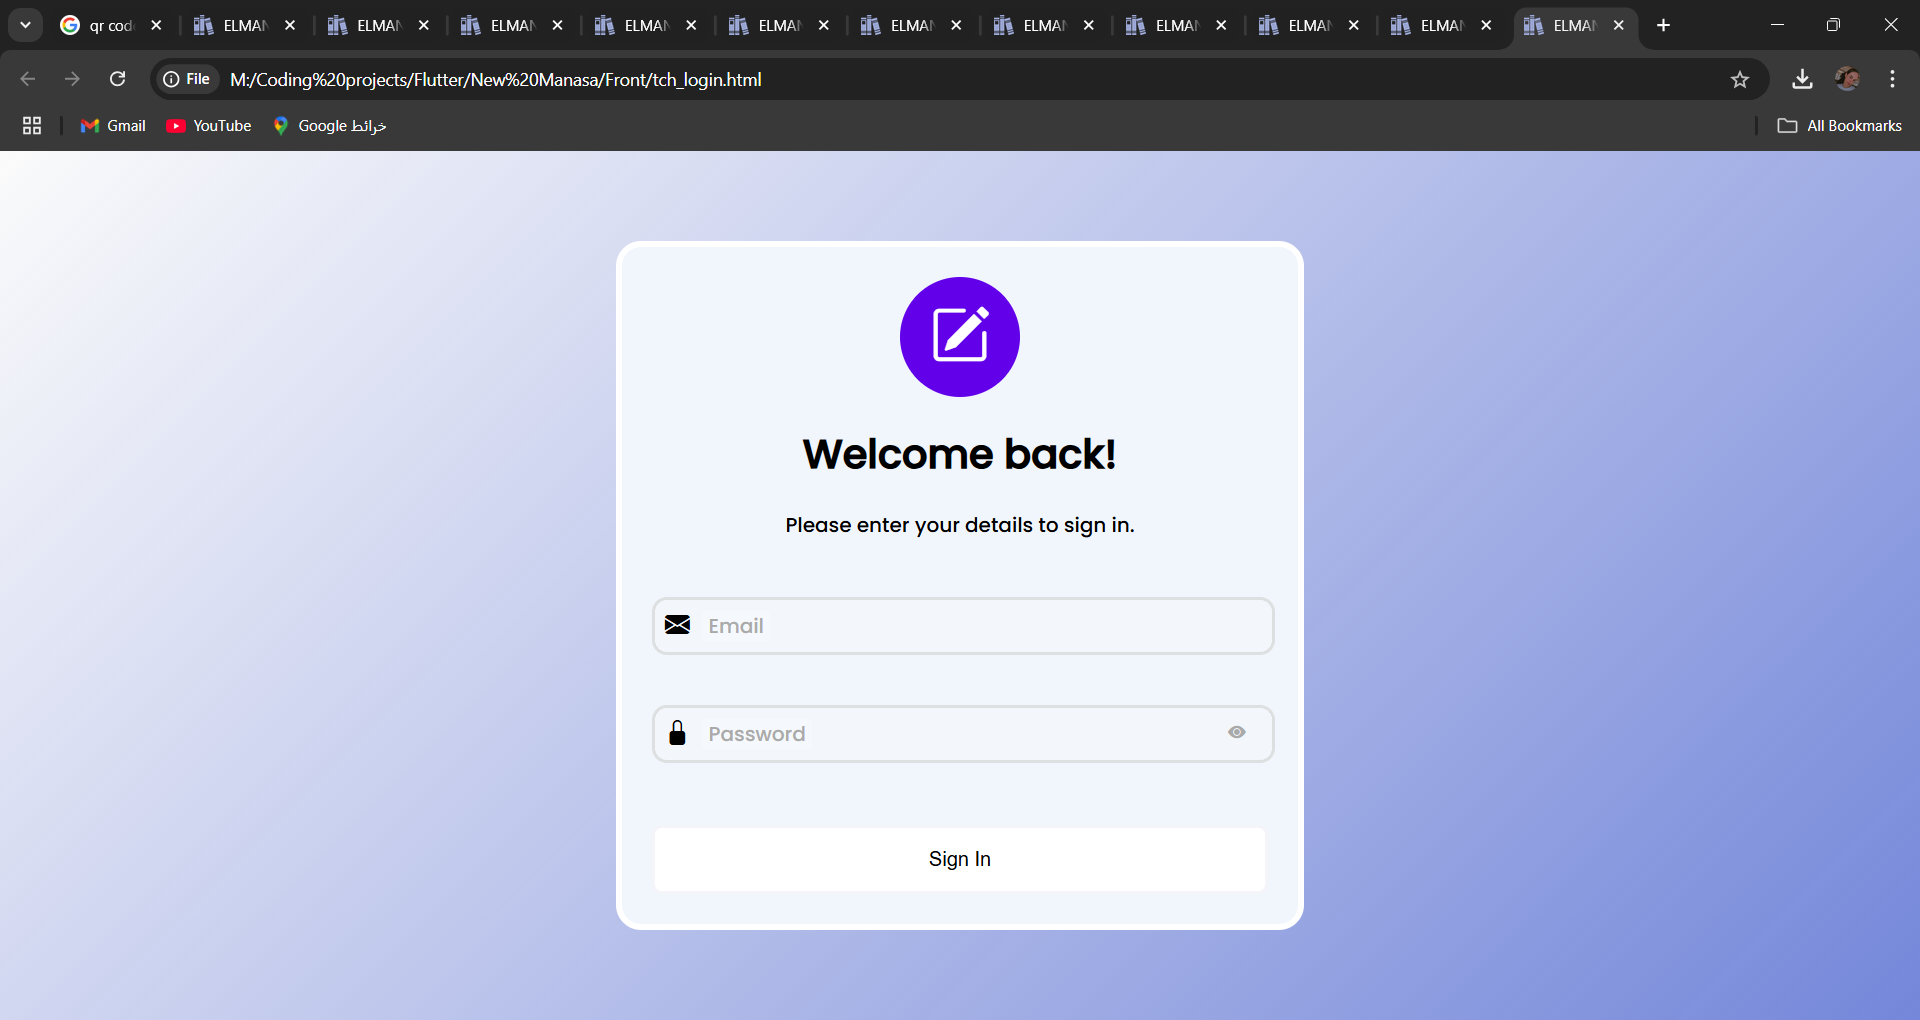 qr cod
ELMAN
ELMAN
ELMAN
ELMAN
ELMAN
ELMAN
ELMAN
ELMAN
ELMAN
ELMAN
ELMAN
File
M:/Coding%20projects/Flutter/New%20Manasa/Front/tch_login.html
Gmail
YouTube
Google خرائط
All Bookmarks
Welcome back!
Please enter your details to sign in.
Email
Password
Sign In